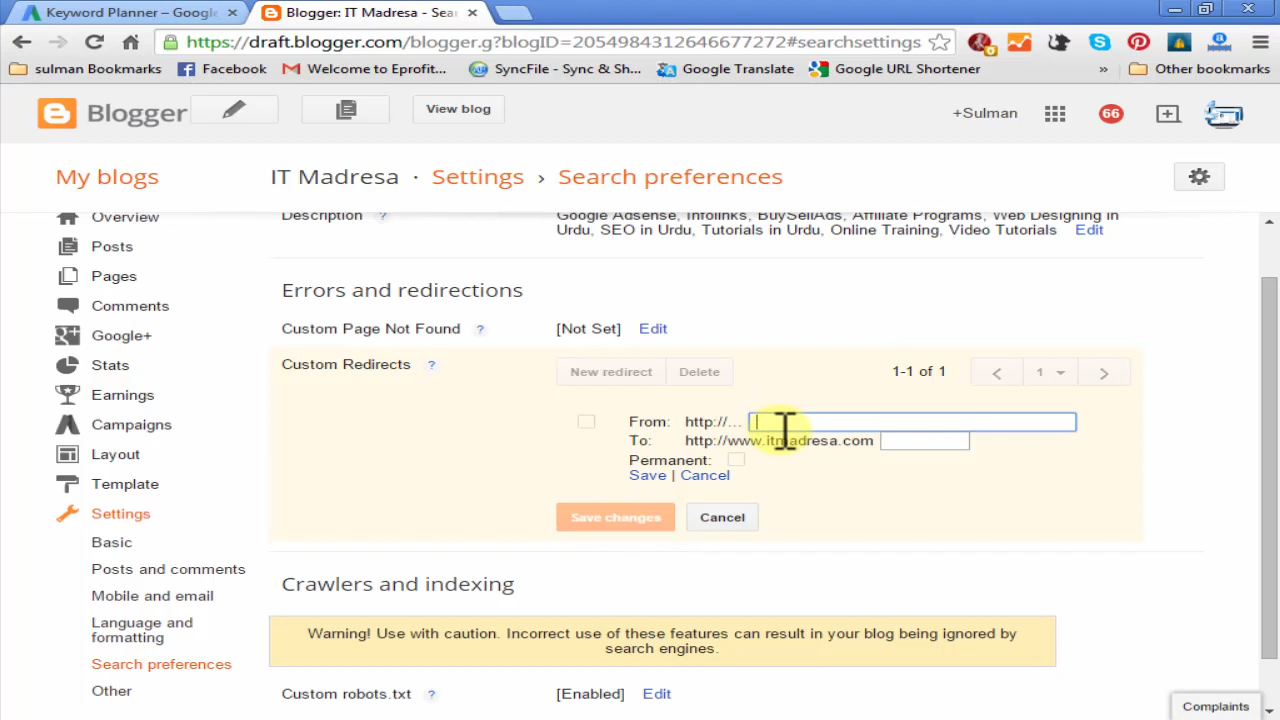 Keyword Planner – Google
Blogger: IT Madresa - Sea
https://draft.blogger.com/blogger.g?blogID=2054984312646677272#searchsettings
sulman Bookmarks Facebook Welcome to Eprofit... SyncFile - Sync & Sh... Google Translate Google URL Shortener » Other bookmarks
Blogger View blog +Sulman 66
My blogs IT Madresa · Settings › Search preferences
Overview
Posts
Pages
Comments
Google+
Stats
Earnings
Campaigns
Layout
Template
Settings
Basic
Posts and comments
Mobile and email
Language and
formatting
Search preferences
Other
Description ? Google Adsense, Infolinks, BuySellAds, Affiliate Programs, Web Designing in
Urdu, SEO in Urdu, Tutorials in Urdu, Online Training, Video Tutorials Edit
Errors and redirections
Custom Page Not Found ? [Not Set] Edit
Custom Redirects ? New redirect Delete 1-1 of 1 < 1 >
From: http://...
To: http://www.itmadresa.com
Permanent:
Save | Cancel
Save changes Cancel
Crawlers and indexing
Warning! Use with caution. Incorrect use of these features can result in your blog being ignored by
search engines.
Custom robots.txt ? [Enabled] Edit
Complaints